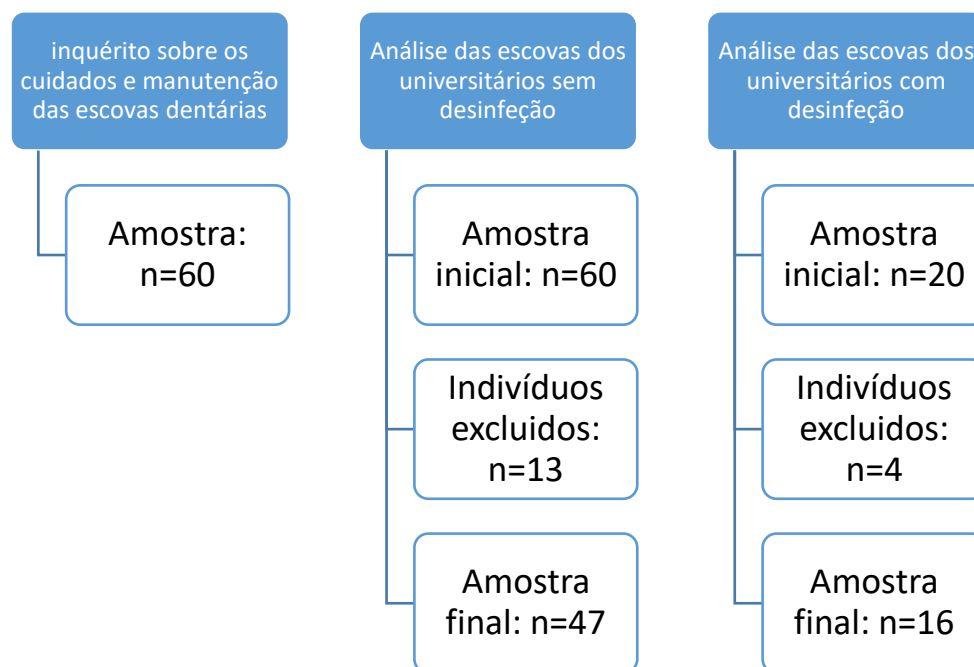 inquérito sobre os
cuidados e manutenção
das escovas dentárias
Amostra:
n=60
Análise das escovas dos
universitários sem
desinfeção
Amostra
inicial: n=60
Indivíduos
excluidos:
n=13
Amostra
final: n=47
Análise das escovas dos
universitários com
desinfeção
Amostra
inicial: n=20
Indivíduos
excluidos:
n=4
Amostra
final: n=16